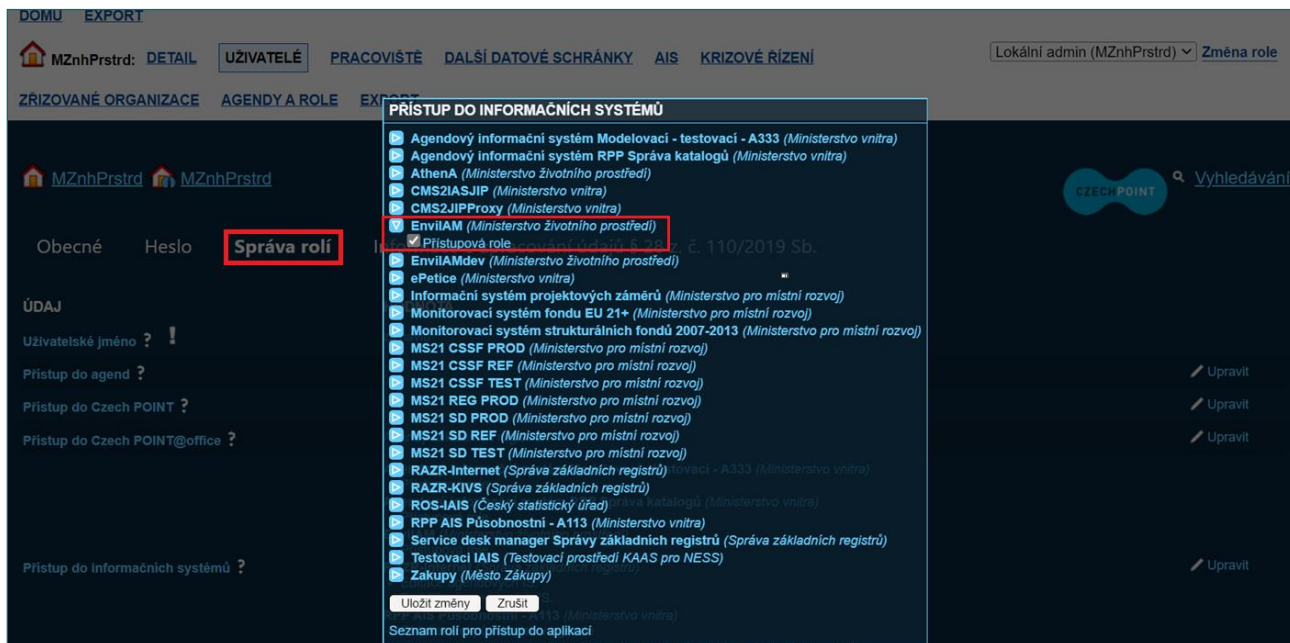 DOMŮ EXPORT
MZnhPrstrd: DETAIL UŽIVATELÉ PRACOVIŠTĚ DALŠÍ DATOVÉ SCHRÁNKY AIS KRIZOVÉ ŘÍZENÍ Lokální admin (MZnhPrstrd) Změna role
ZŘIZOVANÉ ORGANIZACE AGENDY A ROLE EXPORT
MZnhPrstrd MZnhPrstrd CZECH POINT Vyhledávání
Obecné Heslo Správa rolí
zpracování údajů § 28 z. č. 110/2019 Sb.
ÚDAJ
Uživatelské jméno ? !
Přístup do agend ? Upravit
Přístup do Czech POINT ? Upravit
Přístup do Czech POINT@office ? Upravit
Přístup do informačních systémů ? Upravit
PŘÍSTUP DO INFORMAČNÍCH SYSTÉMŮ
Agendový informační systém Modelovací - testovací - A333 (Ministerstvo vnitra)
Agendový informační systém RPP Správa katalogů (Ministerstvo vnitra)
AthenA (Ministerstvo životního prostředí)
CMS2IASJIP (Ministerstvo vnitra)
CMS2JIPProxy (Ministerstvo vnitra)
EnvilAM (Ministerstvo životního prostředí)
Přístupová role
EnvilAMdev (Ministerstvo životního prostředí)
ePetice (Ministerstvo vnitra)
Informační systém projektových záměrů (Ministerstvo pro místní rozvoj)
Monitorovací systém fondu EU 21+ (Ministerstvo pro místní rozvoj)
Monitorovací systém strukturálních fondů 2007-2013 (Ministerstvo pro místní rozvoj)
MS21 CSSF PROD (Ministerstvo pro místní rozvoj)
MS21 CSSF REF (Ministerstvo pro místní rozvoj)
MS21 CSSF TEST (Ministerstvo pro místní rozvoj)
MS21 REG PROD (Ministerstvo pro místní rozvoj)
MS21 SD PROD (Ministerstvo pro místní rozvoj)
MS21 SD REF (Ministerstvo pro místní rozvoj)
MS21 SD TEST (Ministerstvo pro místní rozvoj)
RAZR-Internet (Správa základních registrů)
RAZR-KIVS (Správa základních registrů)
ROS-IAIS (Český statistický úřad)
RPP AIS Působnostní - A113 (Ministerstvo vnitra)
Service desk manager Správy základních registrů (Správa základních registrů)
Testovací IAIS (Testovací prostředí KAAS pro NESS)
Zakupy (Město Zákupy)
Uložit změny Zrušit
Seznam rolí pro přístup do aplikací